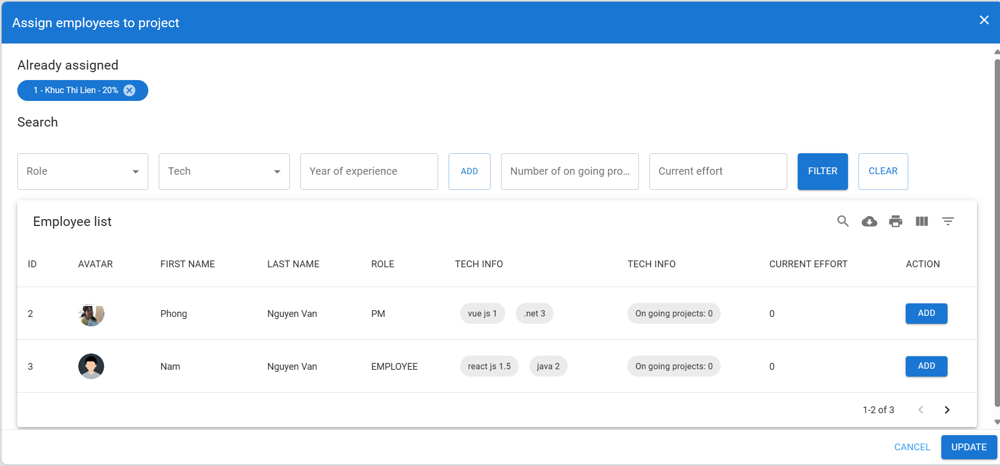 Assign employees to project
Already assigned
1 - Khuc Thi Lien - 20%
Search
Role Tech Year of experience ADD Number of on going pro... Current effort FILTER CLEAR
Employee list
ID AVATAR FIRST NAME LAST NAME ROLE TECH INFO TECH INFO CURRENT EFFORT ACTION
2 Phong Nguyen Van PM vue js 1 .net 3 On going projects: 0 0 ADD
3 Nam Nguyen Van EMPLOYEE react js 1.5 java 2 On going projects: 0 0 ADD
1-2 of 3
CANCEL UPDATE